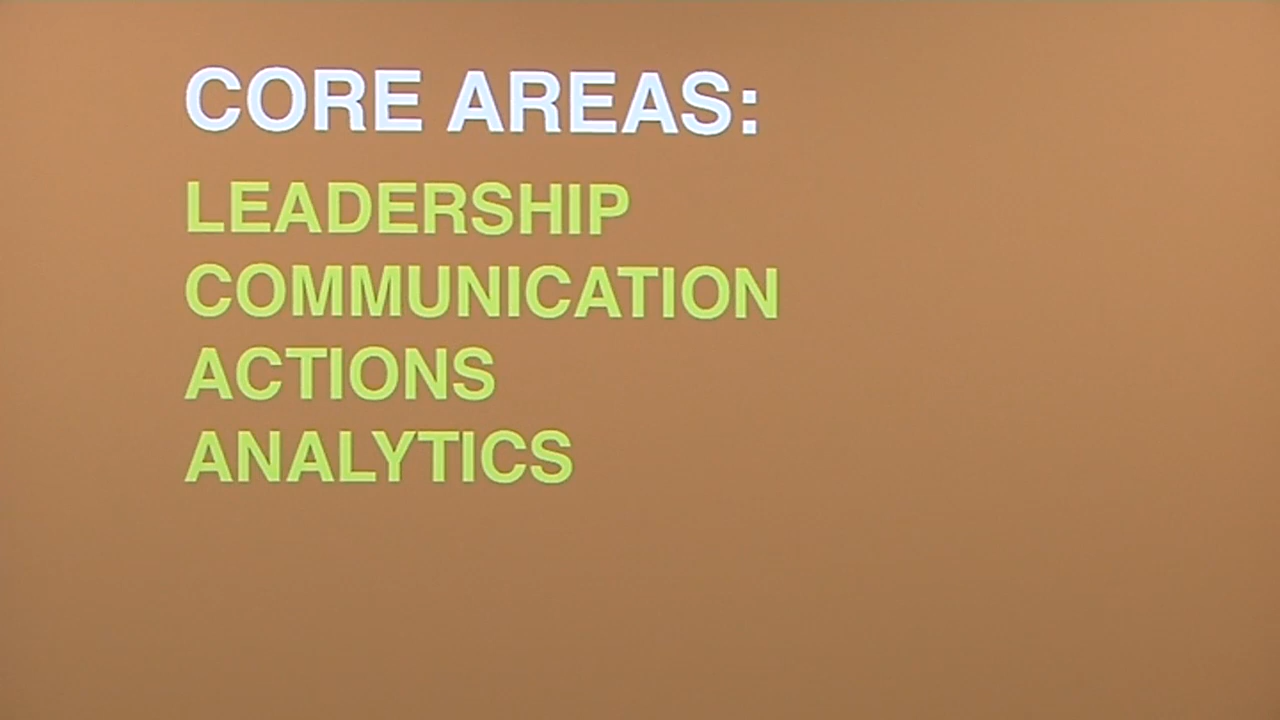 CORE AREAS:
LEADERSHIP
COMMUNICATION
ACTIONS
ANALYTICS